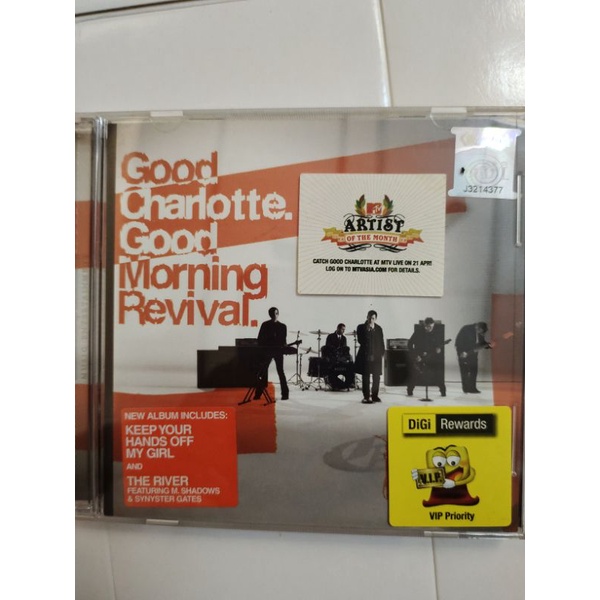 Good
Charlotte.
Good
Morning
Revival.
J3214377
ARTIST
OF THE MONTH
CATCH GOOD CHARLOTTE AT MTV LIVE ON 21 APR!
LOG ON TO MTVASIA.COM FOR DETAILS.
NEW ALBUM INCLUDES:
KEEP YOUR
HANDS OFF
MY GIRL
AND
THE RIVER
FEATURING M. SHADOWS
& SYNYSTER GATES
DiGi Rewards
V.I.P.
VIP Priority